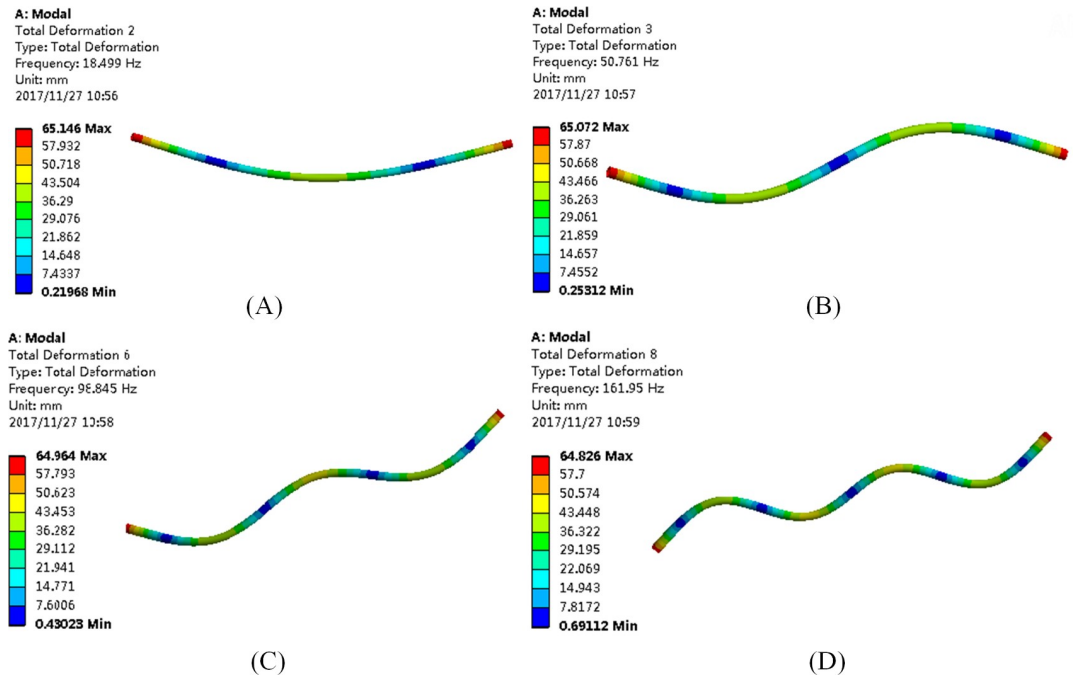 A: Modal
Total Deformation 2
Type: Total Deformation
Frequency: 18.499 Hz
Unit: mm
2017/11/27 10:56
65.146 Max
57.932
50.718
43.504
36.29
29.076
21.862
14.648
7.4337
0.21968 Min
(A)
A: Modal
Total Deformation 3
Type: Total Deformation
Frequency: 50.761 Hz
Unit: mm
2017/11/27 10:57
65.072 Max
57.87
50.668
43.466
36.263
29.061
21.859
14.657
7.4552
0.25312 Min
(B)
A: Modal
Total Deformation 6
Type: Total Deformation
Frequency: 98.845 Hz
Unit: mm
2017/11/27 10:58
64.964 Max
57.793
50.623
43.453
36.282
29.112
21.941
14.771
7.6006
0.43023 Min
(C)
A: Modal
Total Deformation 8
Type: Total Deformation
Frequency: 161.95 Hz
Unit: mm
2017/11/27 10:59
64.826 Max
57.7
50.574
43.448
36.322
29.195
22.069
14.943
7.8172
0.69112 Min
(D)